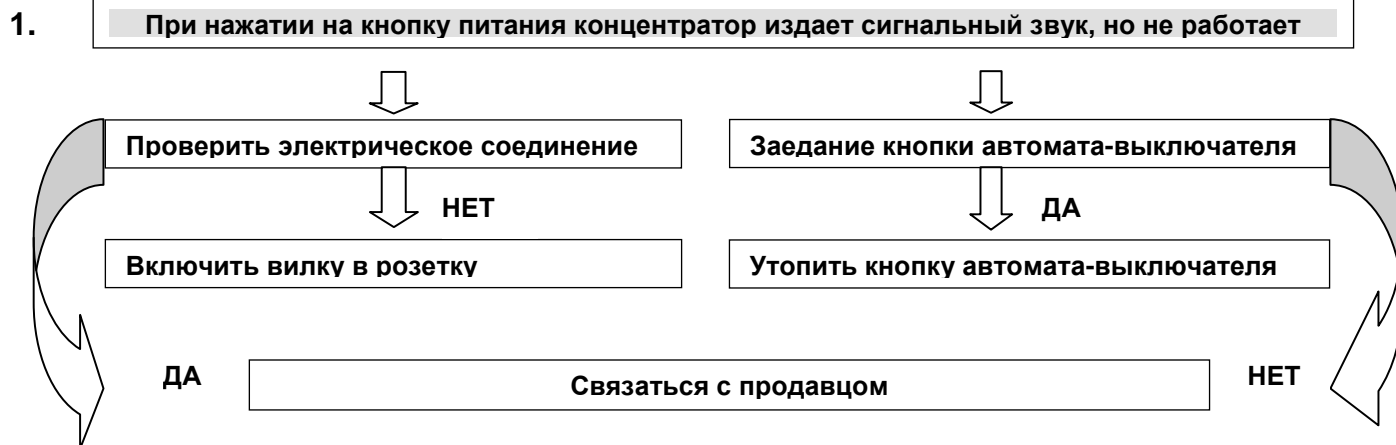 1. При нажатии на кнопку питания концентратор издает сигнальный звук, но не работает
Проверить электрическое соединение
Заедание кнопки автомата-выключателя
НЕТ
ДА
Включить вилку в розетку
Утопить кнопку автомата-выключателя
ДА
Связаться с продавцом
НЕТ